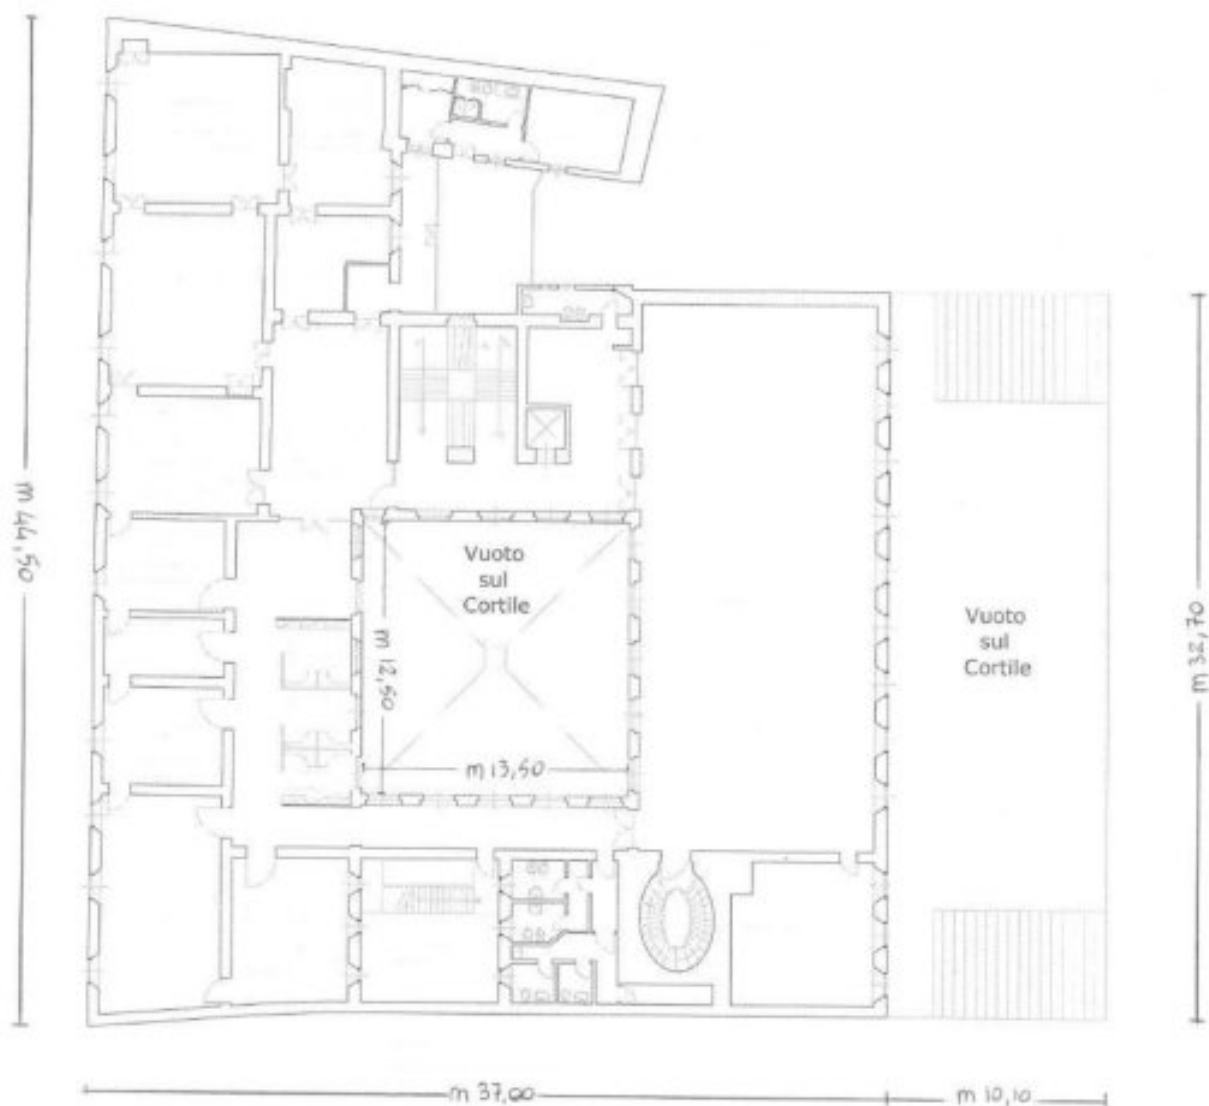 m 44,50
Vuoto
sul
Cortile
m 12,50
m 13,50
Vuoto
sul
Cortile
m 32,70
m 37,00
m 10,10